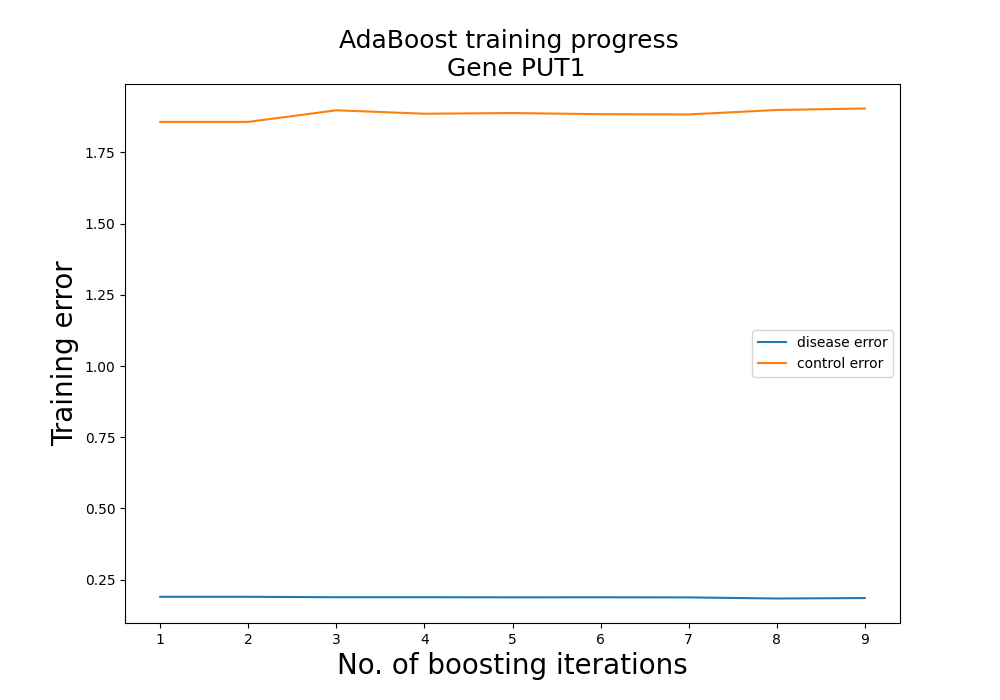 AdaBoost training progress
Gene PUT1
Training error
1.75
1.50
1.25
1.00
0.75
0.50
0.25
disease error
control error
1 2 3 4 5 6 7 8 9
No. of boosting iterations